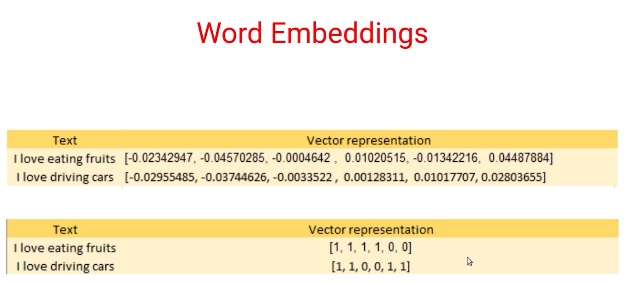 Word Embeddings
Text Vector representation
I love eating fruits [-0.02342947, -0.04570285, -0.0004642 , 0.01020515, -0.01342216, 0.04487884]
I love driving cars [-0.02955485, -0.03744626, -0.0033522 , 0.00128311, 0.01017707, 0.02803655]
Text Vector representation
I love eating fruits [1, 1, 1, 1, 0, 0]
I love driving cars [1, 1, 0, 0, 1, 1]